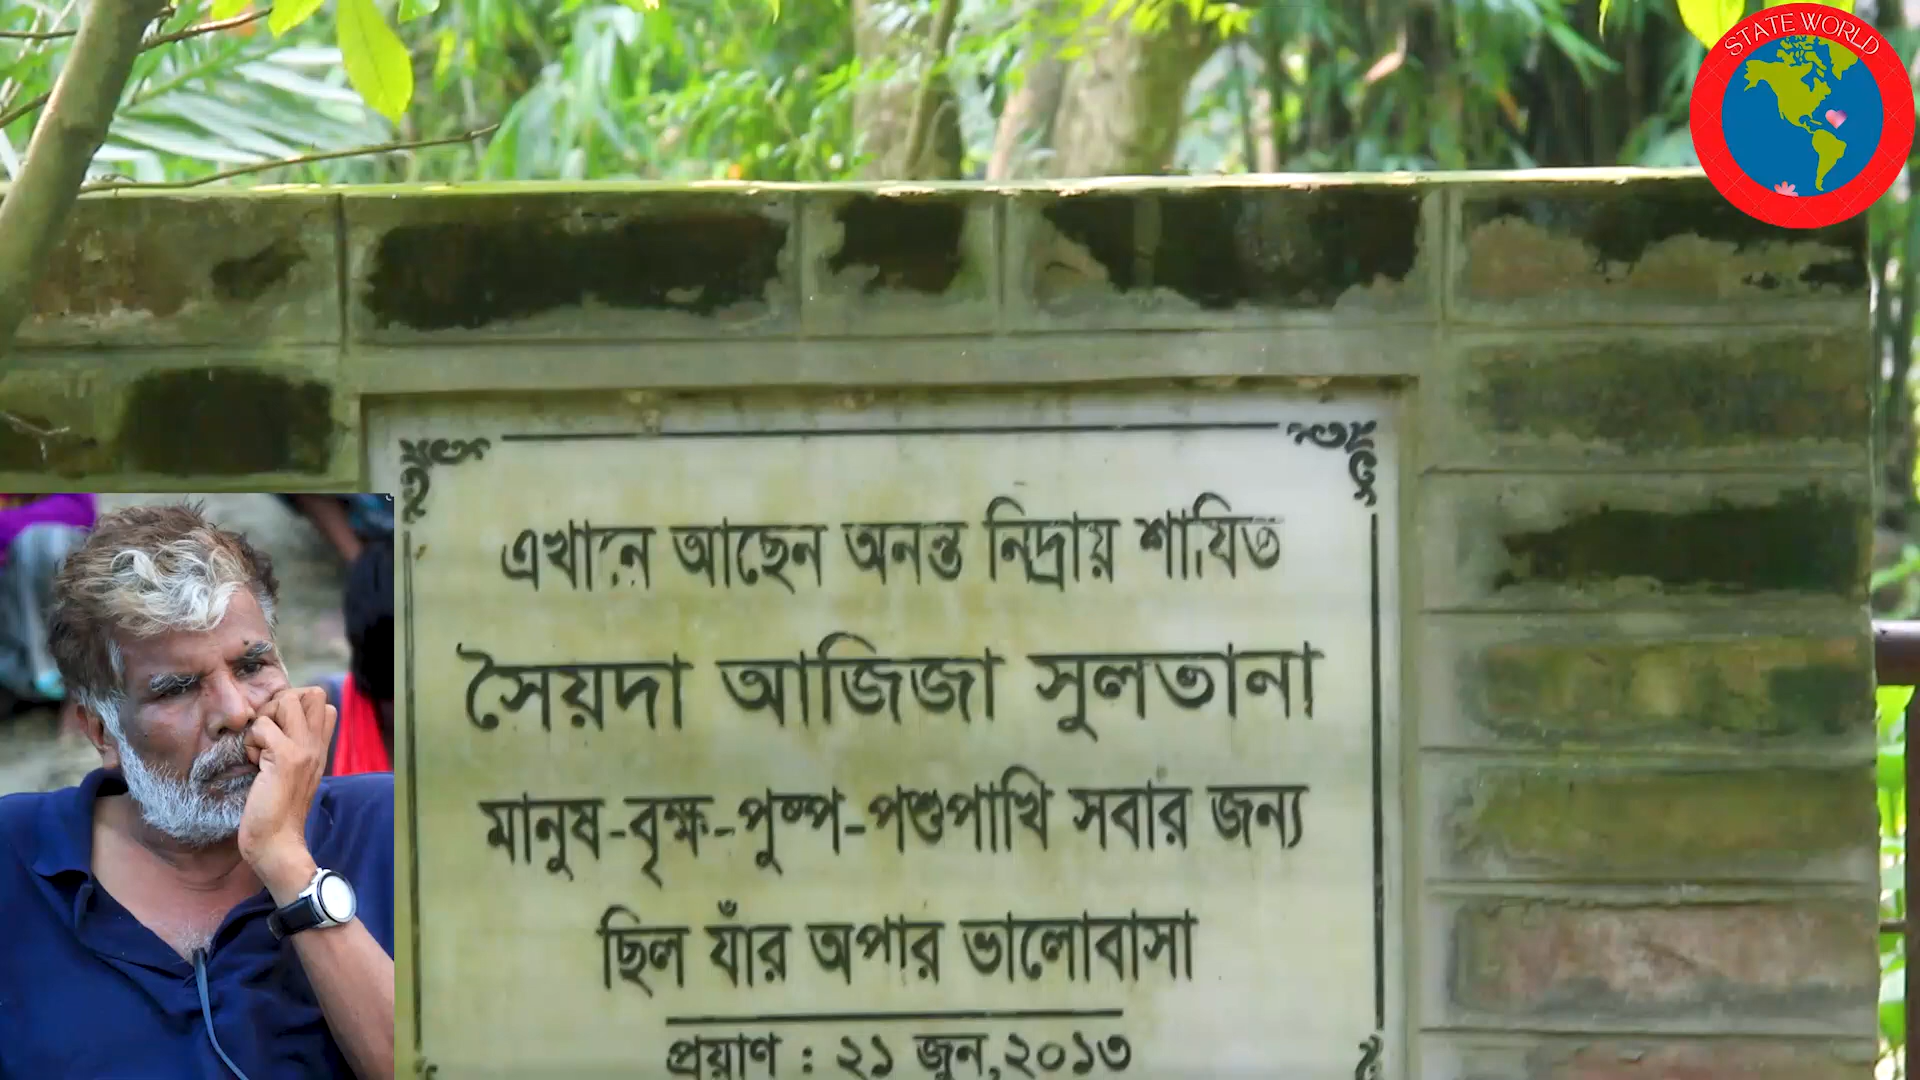 STATE WORLD
এখানে আছেন অনন্ত নিদ্রায় শায়িত
সৈয়দা আজিজা সুলতানা
মানুষ-বৃক্ষ-পুষ্প-পশুপাখি সবার জন্য
ছিল যাঁর অপার ভালোবাসা
প্রয়াণ : ২১ জুন,২০১৩